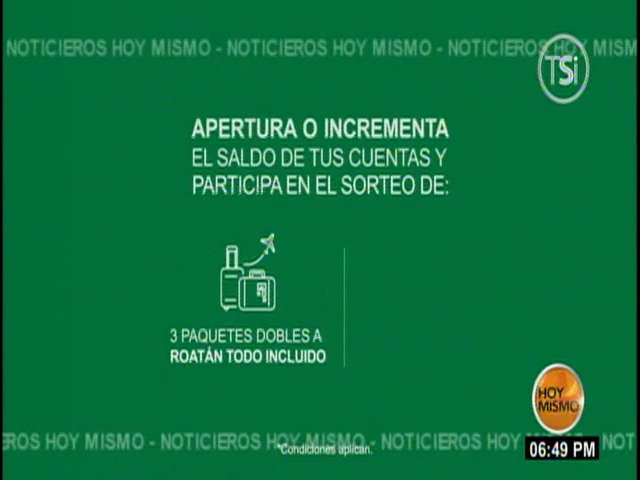 NOTICIEROS HOY MISMO - NOTICIEROS HOY MISMO - NOTICIEROS HOY MISM
TSi
APERTURA O INCREMENTA
EL SALDO DE TUS CUENTAS Y
PARTICIPA EN EL SORTEO DE:
3 PAQUETES DOBLES A
ROATÁN TODO INCLUIDO
HOY
MISMO
EROS HOY MISMO - NOTICIEROS HOY MISMO - NOTICIEROS HOY MISMO - NOT
*Condiciones aplican.
06:49 PM